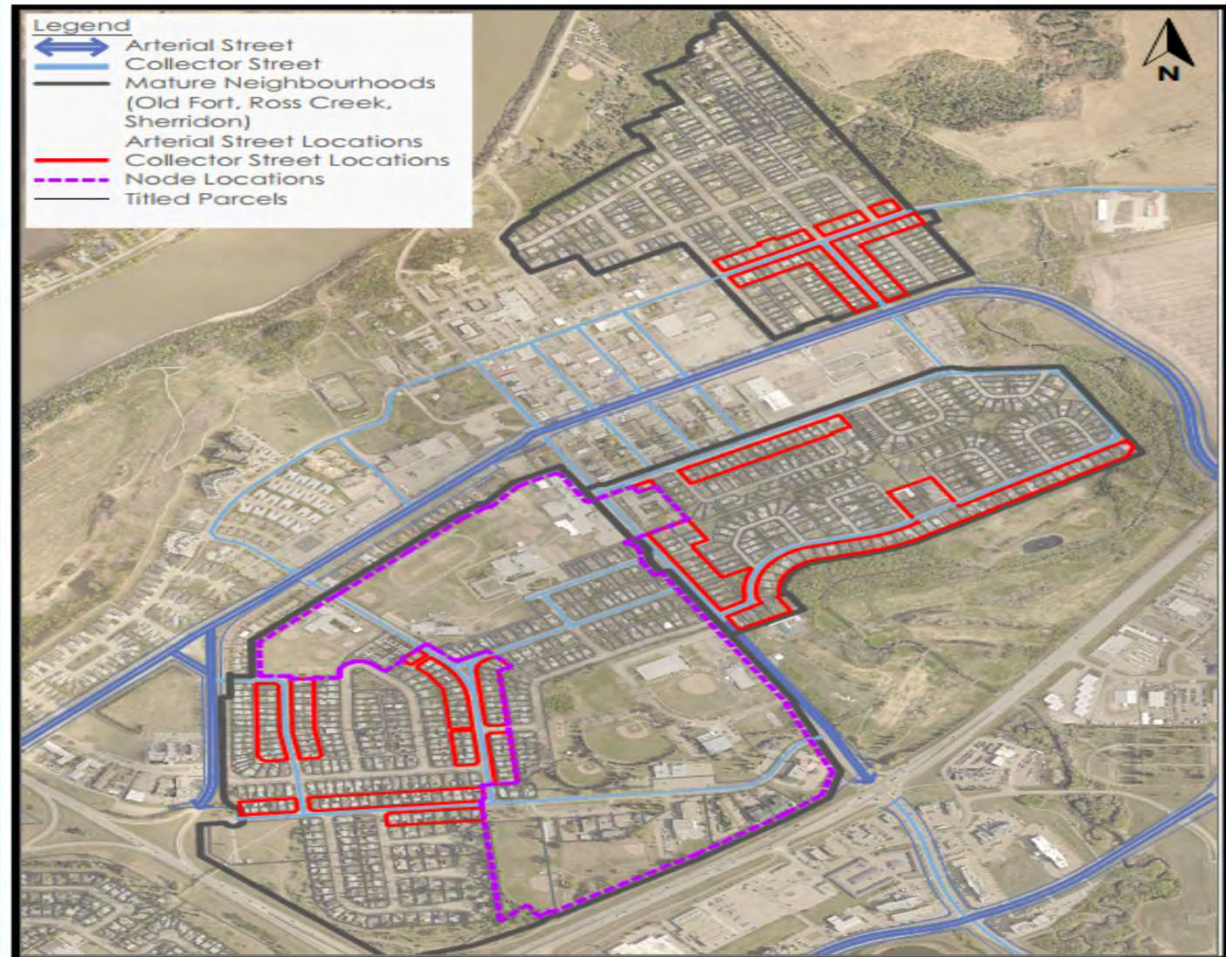 Legend
Arterial Street
Collector Street
Mature Neighbourhoods
(Old Fort, Ross Creek,
Sherridon)
Arterial Street Locations
Collector Street Locations
Node Locations
Titled Parcels
N